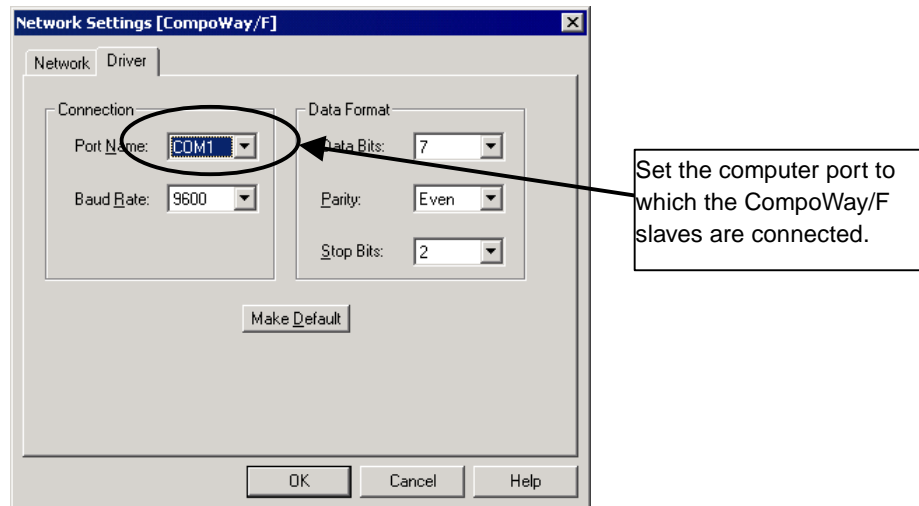 Network Settings [CompoWay/F]
Network Driver
Connection
Port Name: COM1
Baud Rate: 9600
Data Format
Data Bits: 7
Parity: Even
Stop Bits: 2
Make Default
OK Cancel Help
Set the computer port to
which the CompoWay/F
slaves are connected.